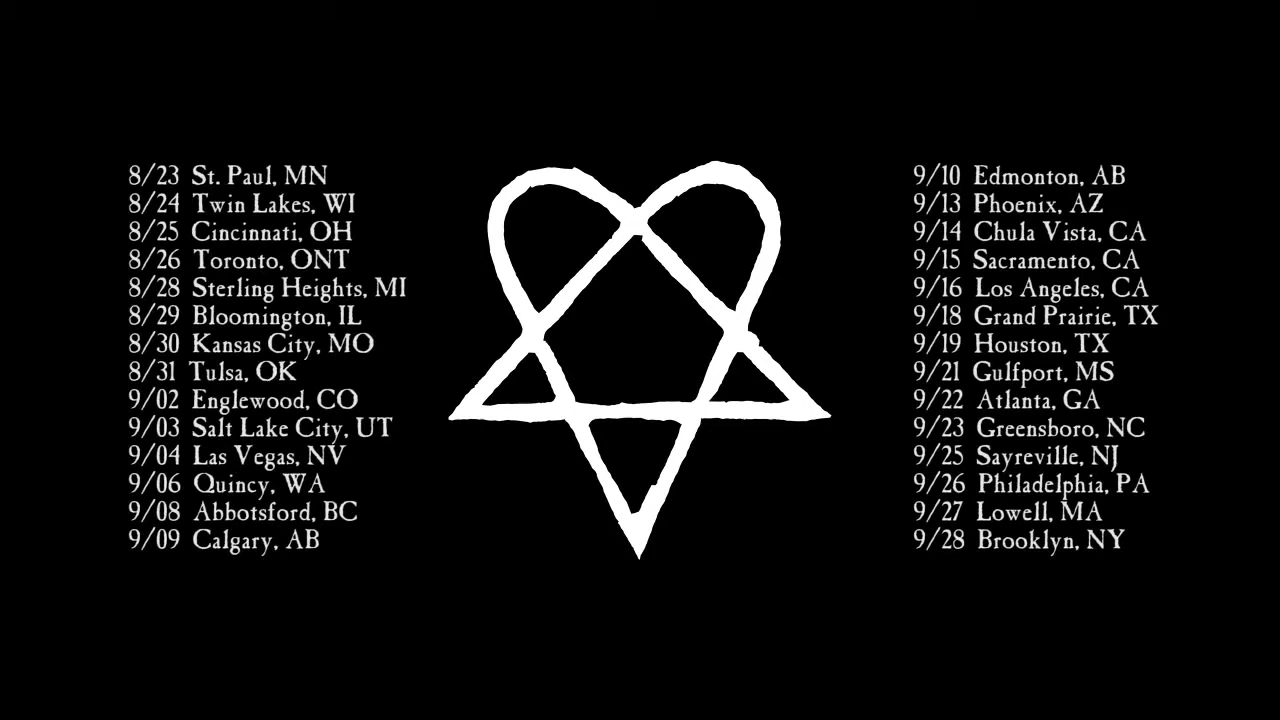 8/23 St. Paul, MN
8/24 Twin Lakes, WI
8/25 Cincinnati, OH
8/26 Toronto, ONT
8/28 Sterling Heights, MI
8/29 Bloomington, IL
8/30 Kansas City, MO
8/31 Tulsa, OK
9/02 Englewood, CO
9/03 Salt Lake City, UT
9/04 Las Vegas, NV
9/06 Quincy, WA
9/08 Abbotsford, BC
9/09 Calgary, AB
9/10 Edmonton, AB
9/13 Phoenix, AZ
9/14 Chula Vista, CA
9/15 Sacramento, CA
9/16 Los Angeles, CA
9/18 Grand Prairie, TX
9/19 Houston, TX
9/21 Gulfport, MS
9/22 Atlanta, GA
9/23 Greensboro, NC
9/25 Sayreville, NJ
9/26 Philadelphia, PA
9/27 Lowell, MA
9/28 Brooklyn, NY